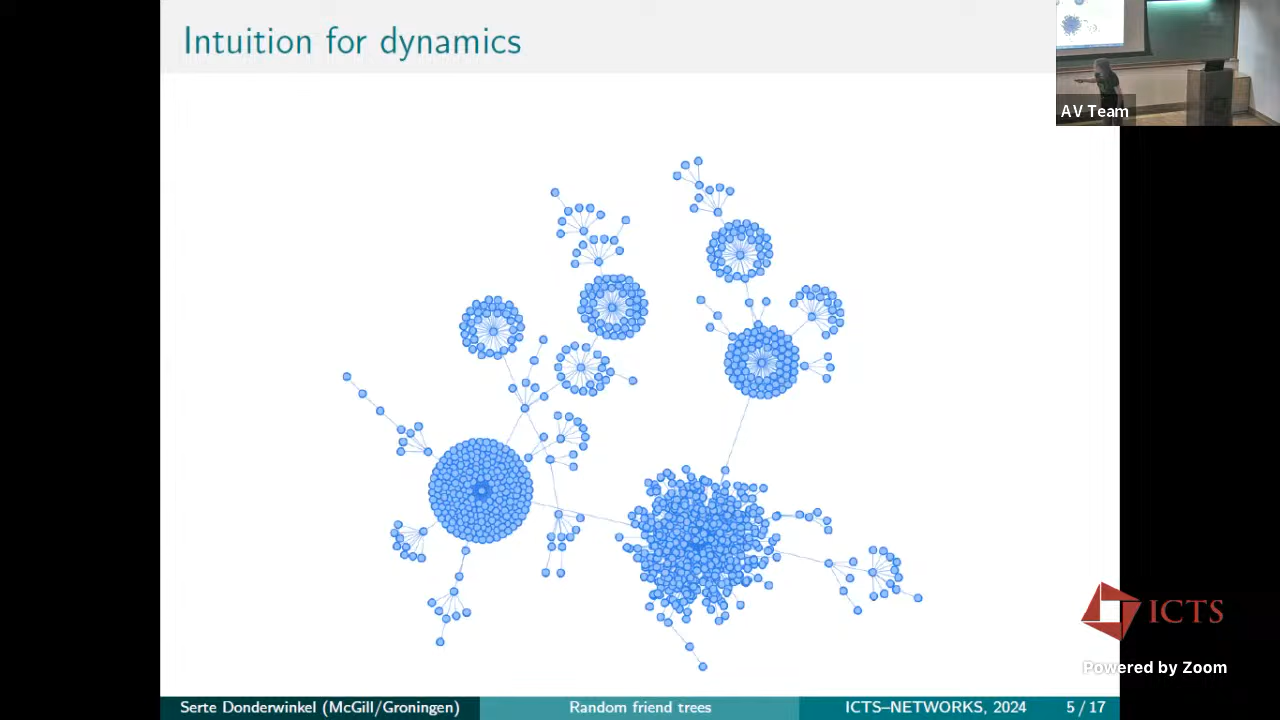 Intuition for dynamics
AV Team
ICTS
Powered by Zoom
Serte Donderwinkel (McGill/Groningen)
Random friend trees
ICTS–NETWORKS, 2024
5 / 17